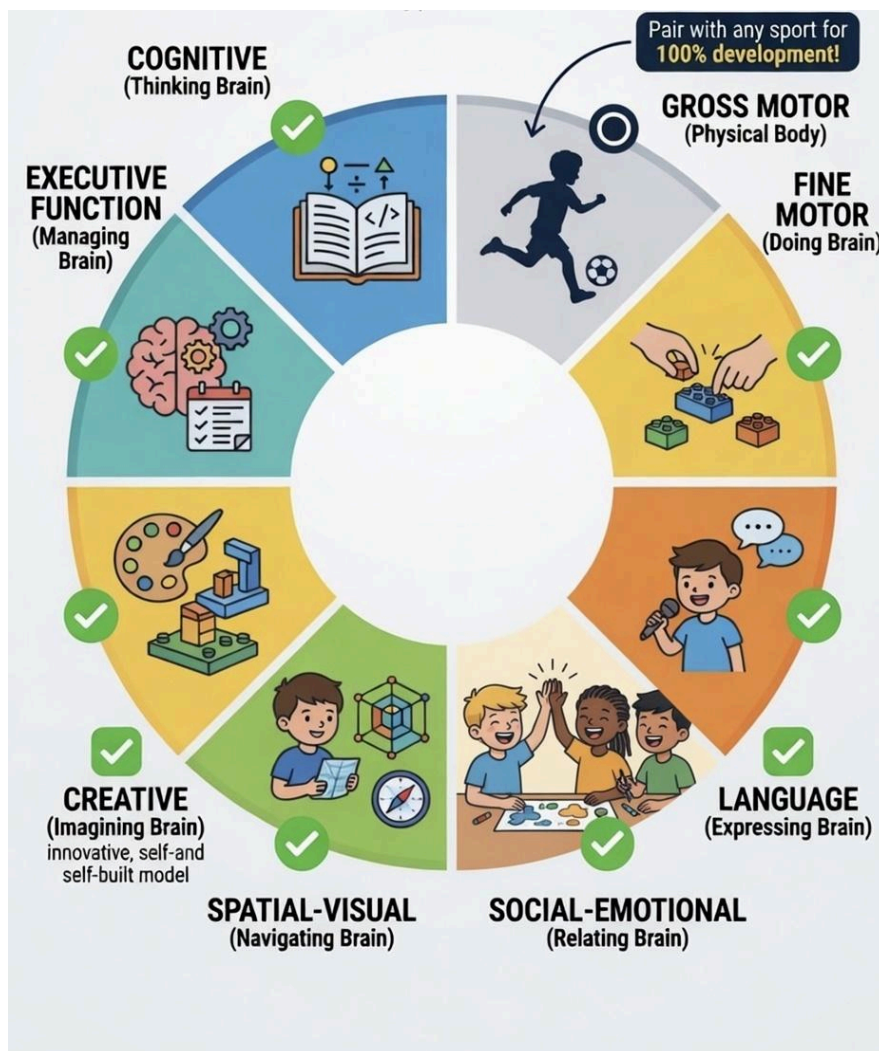 Pair with any sport for
100% development!
COGNITIVE
(Thinking Brain)
GROSS MOTOR
(Physical Body)
EXECUTIVE
FUNCTION
(Managing
Brain)
FINE
MOTOR
(Doing Brain)
</>
CREATIVE
(Imagining Brain)
innovative, self-and
self-built model
LANGUAGE
(Expressing Brain)
SPATIAL-VISUAL
(Navigating Brain)
SOCIAL-EMOTIONAL
(Relating Brain)